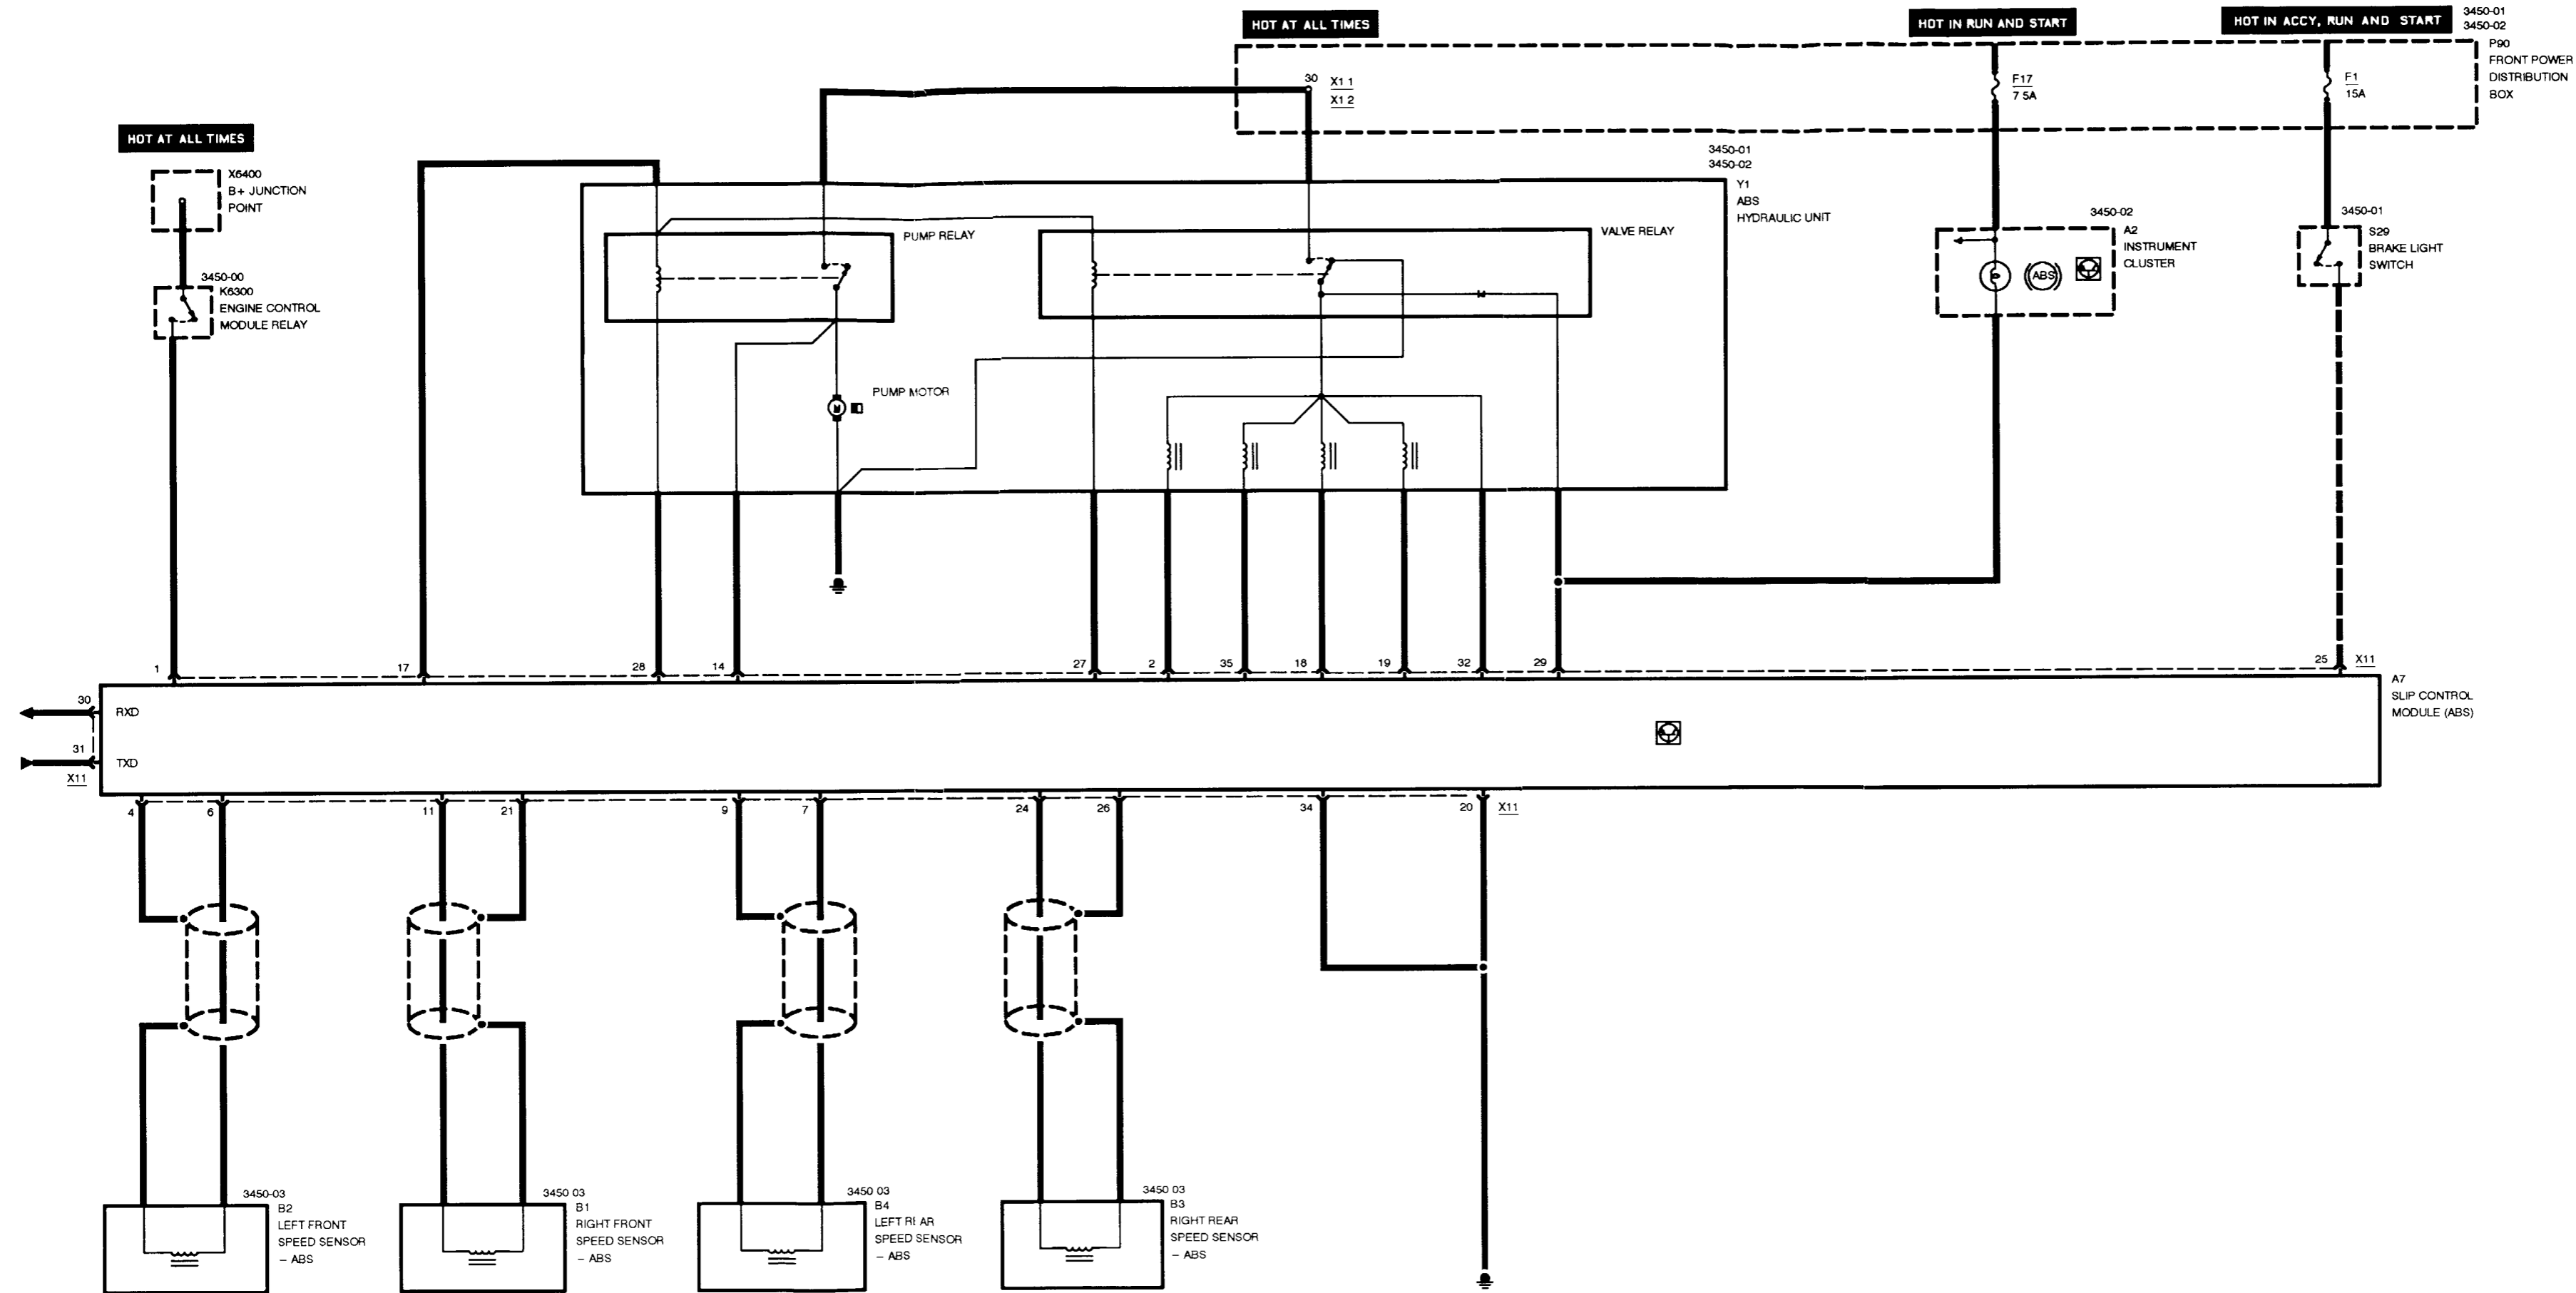 HOT AT ALL TIMES
HOT IN RUN AND START
HOT IN ACCY, RUN AND START
3450-01
3450-02
P90
FRONT POWER
DISTRIBUTION
BOX
30
X1 1
X1 2
F17
7 5A
F1
15A
HOT AT ALL TIMES
X6400
B+ JUNCTION
POINT
3450-00
K6300
ENGINE CONTROL
MODULE RELAY
3450-01
3450-02
Y1
ABS
HYDRAULIC UNIT
PUMP RELAY
VALVE RELAY
PUMP MOTOR
M
3450-02
A2
INSTRUMENT
CLUSTER
ABS
3450-01
S29
BRAKE LIGHT
SWITCH
1
17
28
14
27
2
35
18
19
32
29
25
X11
A7
SLIP CONTROL
MODULE (ABS)
30
RXD
31
TXD
X11
4
6
11
21
9
7
24
26
34
20
X11
3450-03
B2
LEFT FRONT
SPEED SENSOR
– ABS
3450 03
B1
RIGHT FRONT
SPEED SENSOR
– ABS
3450 03
B4
LEFT REAR
SPEED SENSOR
– ABS
3450 03
B3
RIGHT REAR
SPEED SENSOR
– ABS